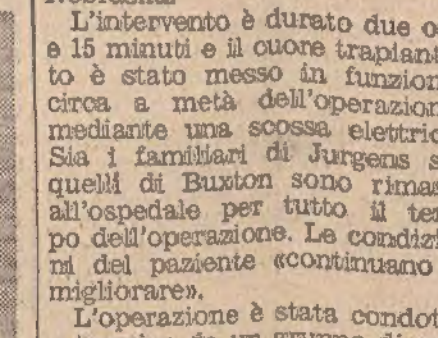 L'intervento è durato due o
e 15 minuti e il cuore trapiant
to è stato messo in funzion
circa a metà dell'operazion
mediante una scossa elettric
Sia i familiari di Jurgens s
quelli di Buxton sono rimas
all'ospedale per tutto il tem
po dell'operazione. Le condizi
ni del paziente «continuano
migliorare».
L'operazione è stata condot